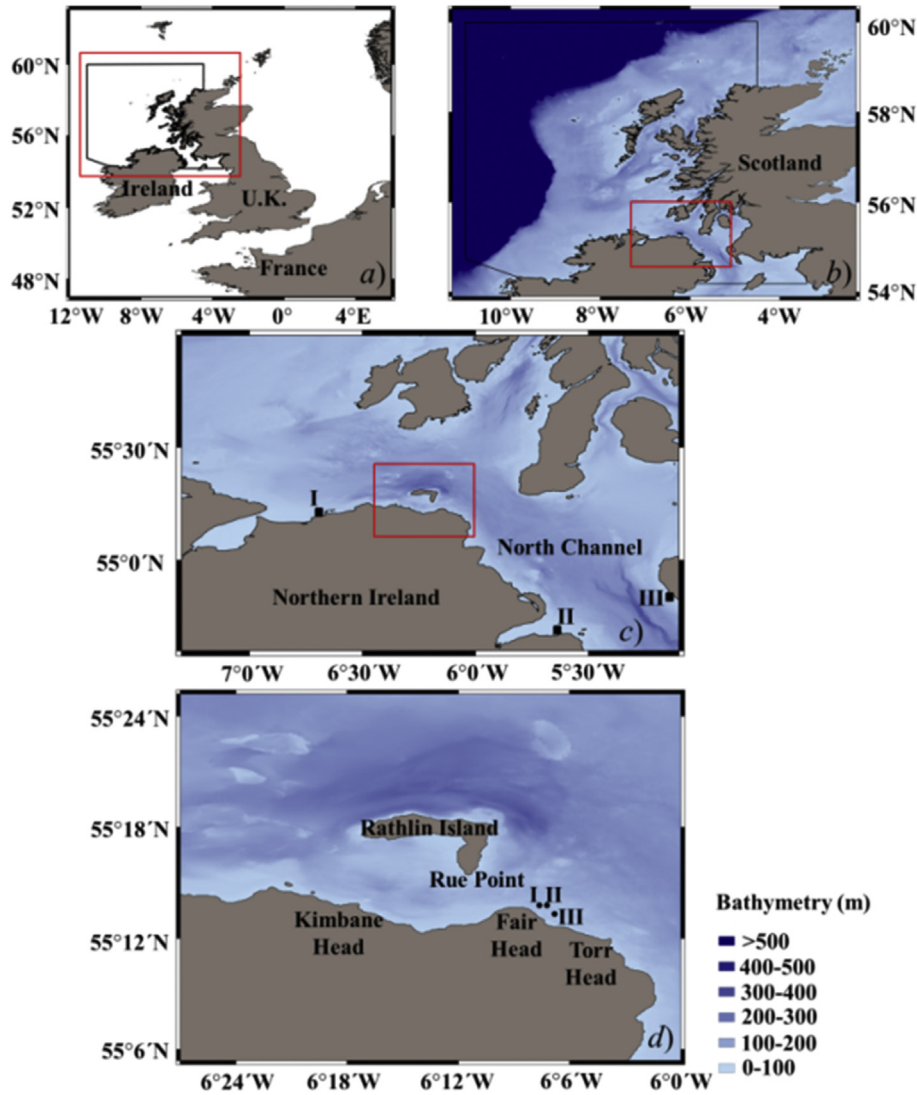 60°N
56°N
52°N
48°N
12°W 8°W 4°W 0° 4°E
Ireland
U.K.
France
a)
60°N
58°N
56°N
54°N
10°W 8°W 6°W 4°W
Scotland
b)
55°30´N
55°0´N
7°0´W 6°30´W 6°0´W 5°30´W
I
North Channel
Northern Ireland
III
II
c)
55°24´N
55°18´N
55°12´N
55°6´N
6°24´W 6°18´W 6°12´W 6°6´W 6°0´W
Rathlin Island
Rue Point
I II
III
Kimbane
Head
Fair
Head
Torr
Head
d)
Bathymetry (m)
>500
400-500
300-400
200-300
100-200
0-100